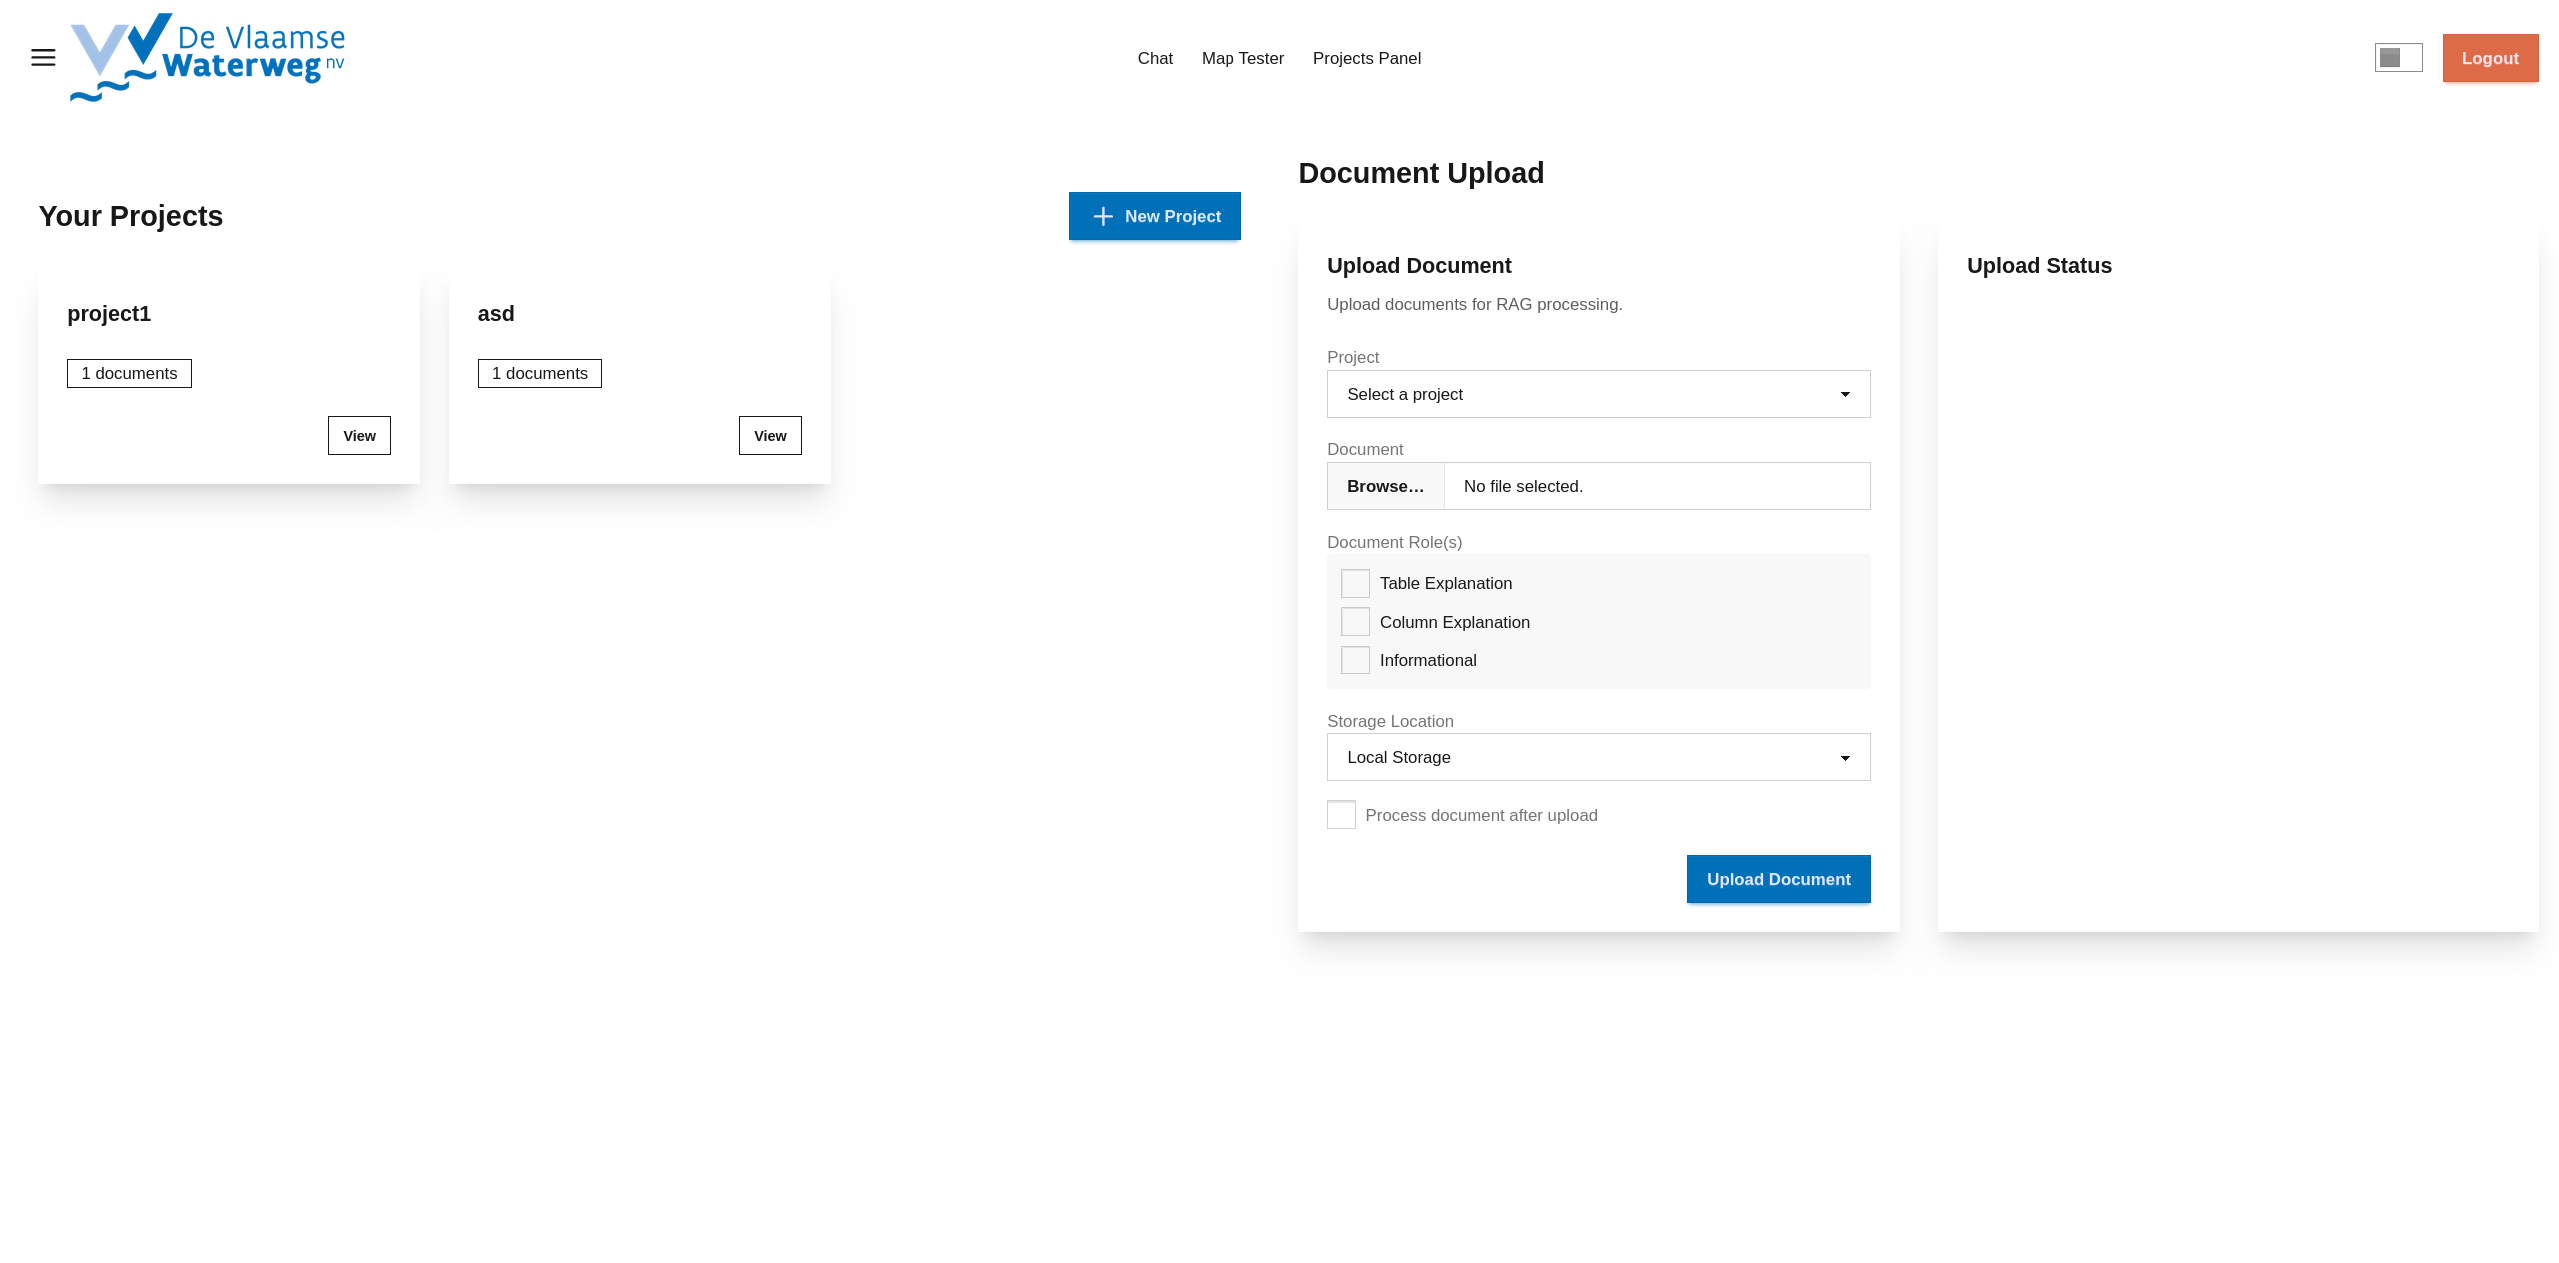 De Vlaamse
Waterweg nv
Chat
Map Tester
Projects Panel
Logout
Your Projects
New Project
project1
1 documents
View
asd
1 documents
View
Document Upload
Upload Document
Upload documents for RAG processing.
Project
Select a project
Document
Browse… No file selected.
Document Role(s)
Table Explanation
Column Explanation
Informational
Storage Location
Local Storage
Process document after upload
Upload Document
Upload Status